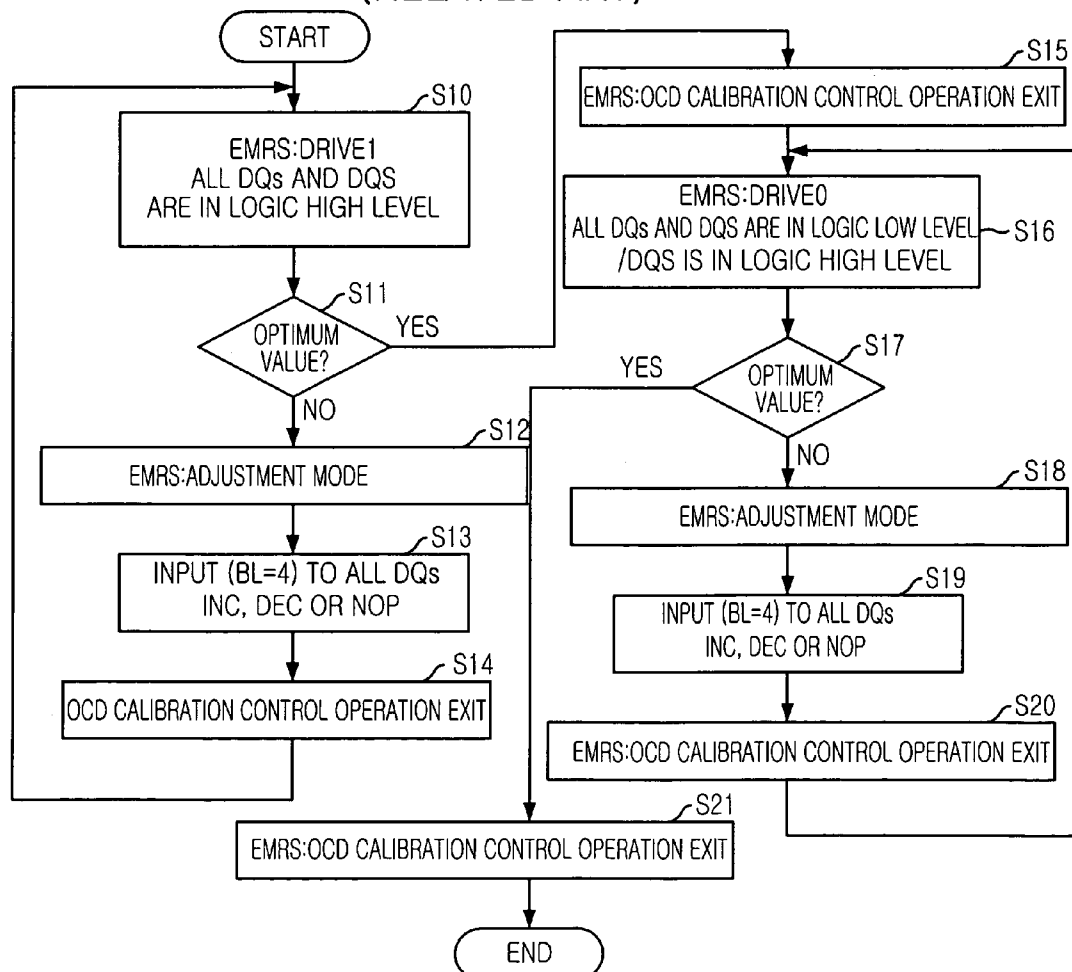 START
S10
EMRS:DRIVE1
ALL DQs AND DQS
ARE IN LOGIC HIGH LEVEL
S11
OPTIMUM
VALUE?
YES
NO
S12
EMRS:ADJUSTMENT MODE
S13
INPUT (BL=4) TO ALL DQs
INC, DEC OR NOP
S14
OCD CALIBRATION CONTROL OPERATION EXIT
S15
EMRS:OCD CALIBRATION CONTROL OPERATION EXIT
EMRS:DRIVE0
ALL DQs AND DQS ARE IN LOGIC LOW LEVEL
/DQS IS IN LOGIC HIGH LEVEL
S16
S17
YES
OPTIMUM
VALUE?
NO
S18
EMRS:ADJUSTMENT MODE
S19
INPUT (BL=4) TO ALL DQs
INC, DEC OR NOP
S20
EMRS:OCD CALIBRATION CONTROL OPERATION EXIT
S21
EMRS:OCD CALIBRATION CONTROL OPERATION EXIT
END